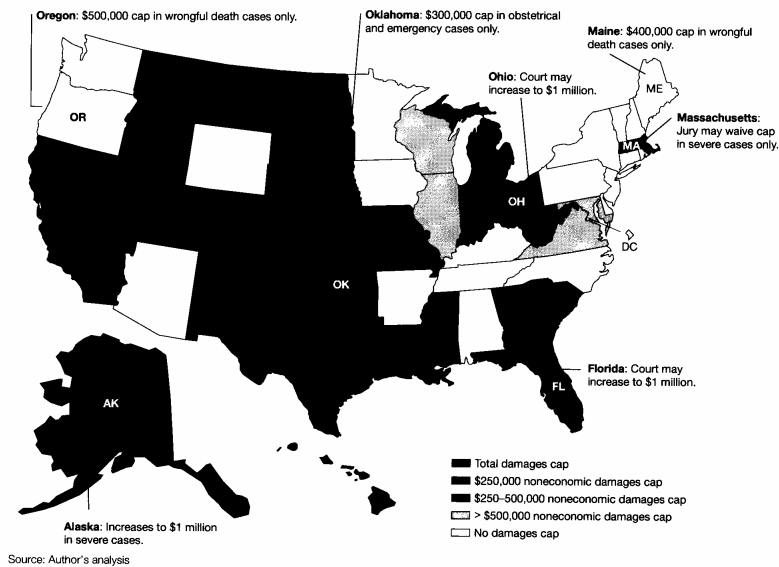 Oregon: $500,000 cap in wrongful death cases only.
Oklahoma: $300,000 cap in obstetrical
and emergency cases only.
Maine: $400,000 cap in wrongful
death cases only.
Ohio: Court may
increase to $1 million.
ME
OR
Massachusetts:
Jury may waive cap
in severe cases only.
MA
OH
DC
OK
Florida: Court may
increase to $1 million.
FL
AK
Total damages cap
$250,000 noneconomic damages cap
$250–500,000 noneconomic damages cap
> $500,000 noneconomic damages cap
No damages cap
Alaska: Increases to $1 million
in severe cases.
Source: Author's analysis